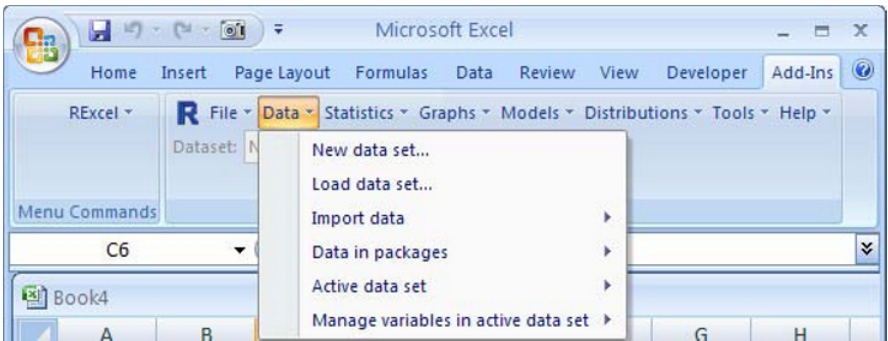 Microsoft Excel
Home Insert Page Layout Formulas Data Review View Developer Add-Ins
RExcel R File Data Statistics Graphs Models Distributions Tools Help
Dataset: N
New data set...
Load data set...
Import data
Menu Commands
C6
Data in packages
Active data set
Book4
Manage variables in active data set
A B G H